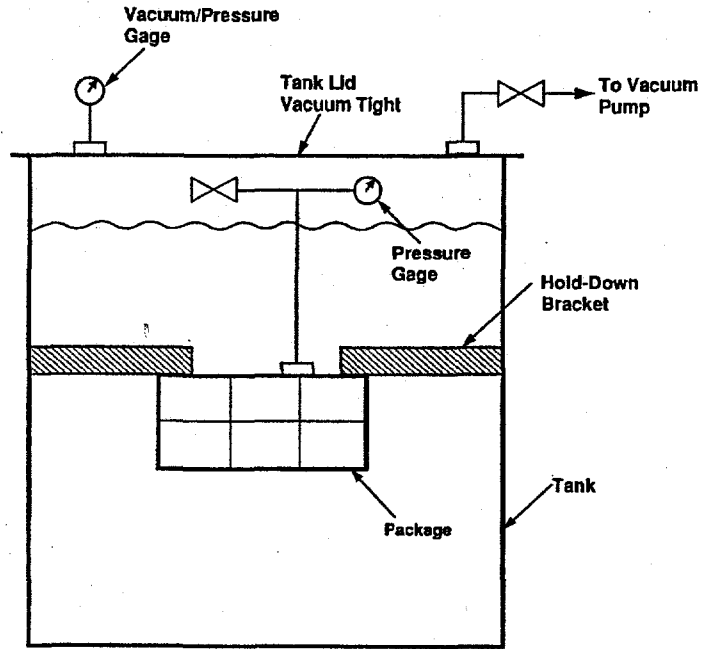 Vacuum/Pressure
Gage
Tank Lid
Vacuum Tight
To Vacuum
Pump
Pressure
Gage
Hold-Down
Bracket
Tank
Package